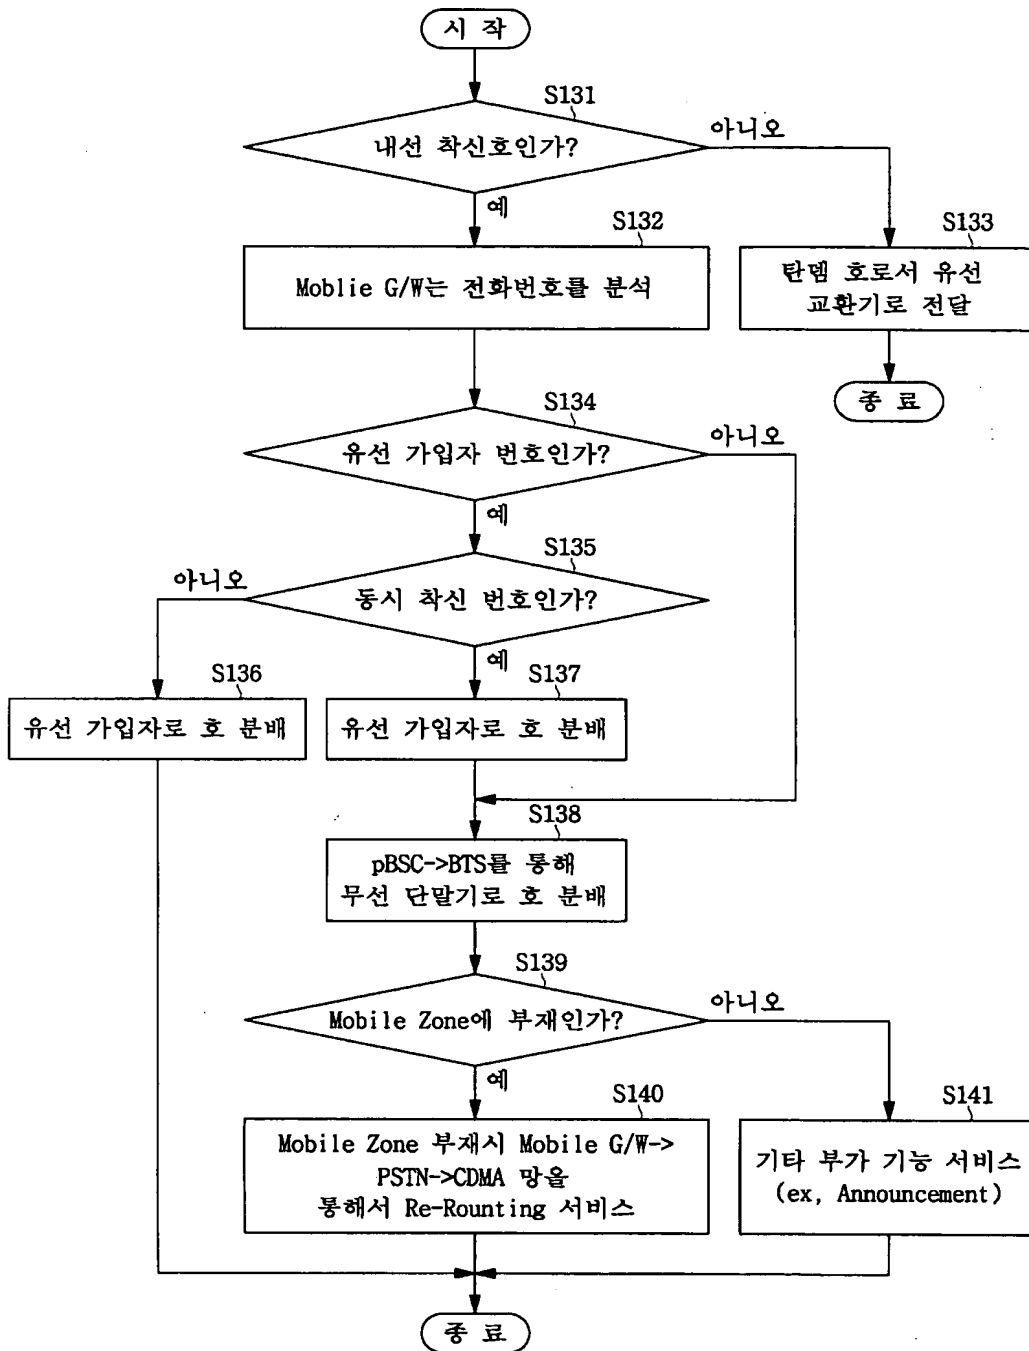 시 작
S131
내선 착신호인가?
아니오
예
S132
Moblie G/W는 전화번호를 분석
S133
탄뎀 호로서 유선
교환기로 전달
종 료
S134
유선 가입자 번호인가?
아니오
예
S135
동시 착신 번호인가?
아니오
예
S136
유선 가입자로 호 분배
S137
유선 가입자로 호 분배
S138
pBSC->BTS를 통해
무선 단말기로 호 분배
S139
Mobile Zone에 부재인가?
아니오
예
S140
Mobile Zone 부재시 Mobile G/W->
PSTN->CDMA 망을
통해서 Re-Rounting 서비스
S141
기타 부가 기능 서비스
(ex, Announcement)
종 료